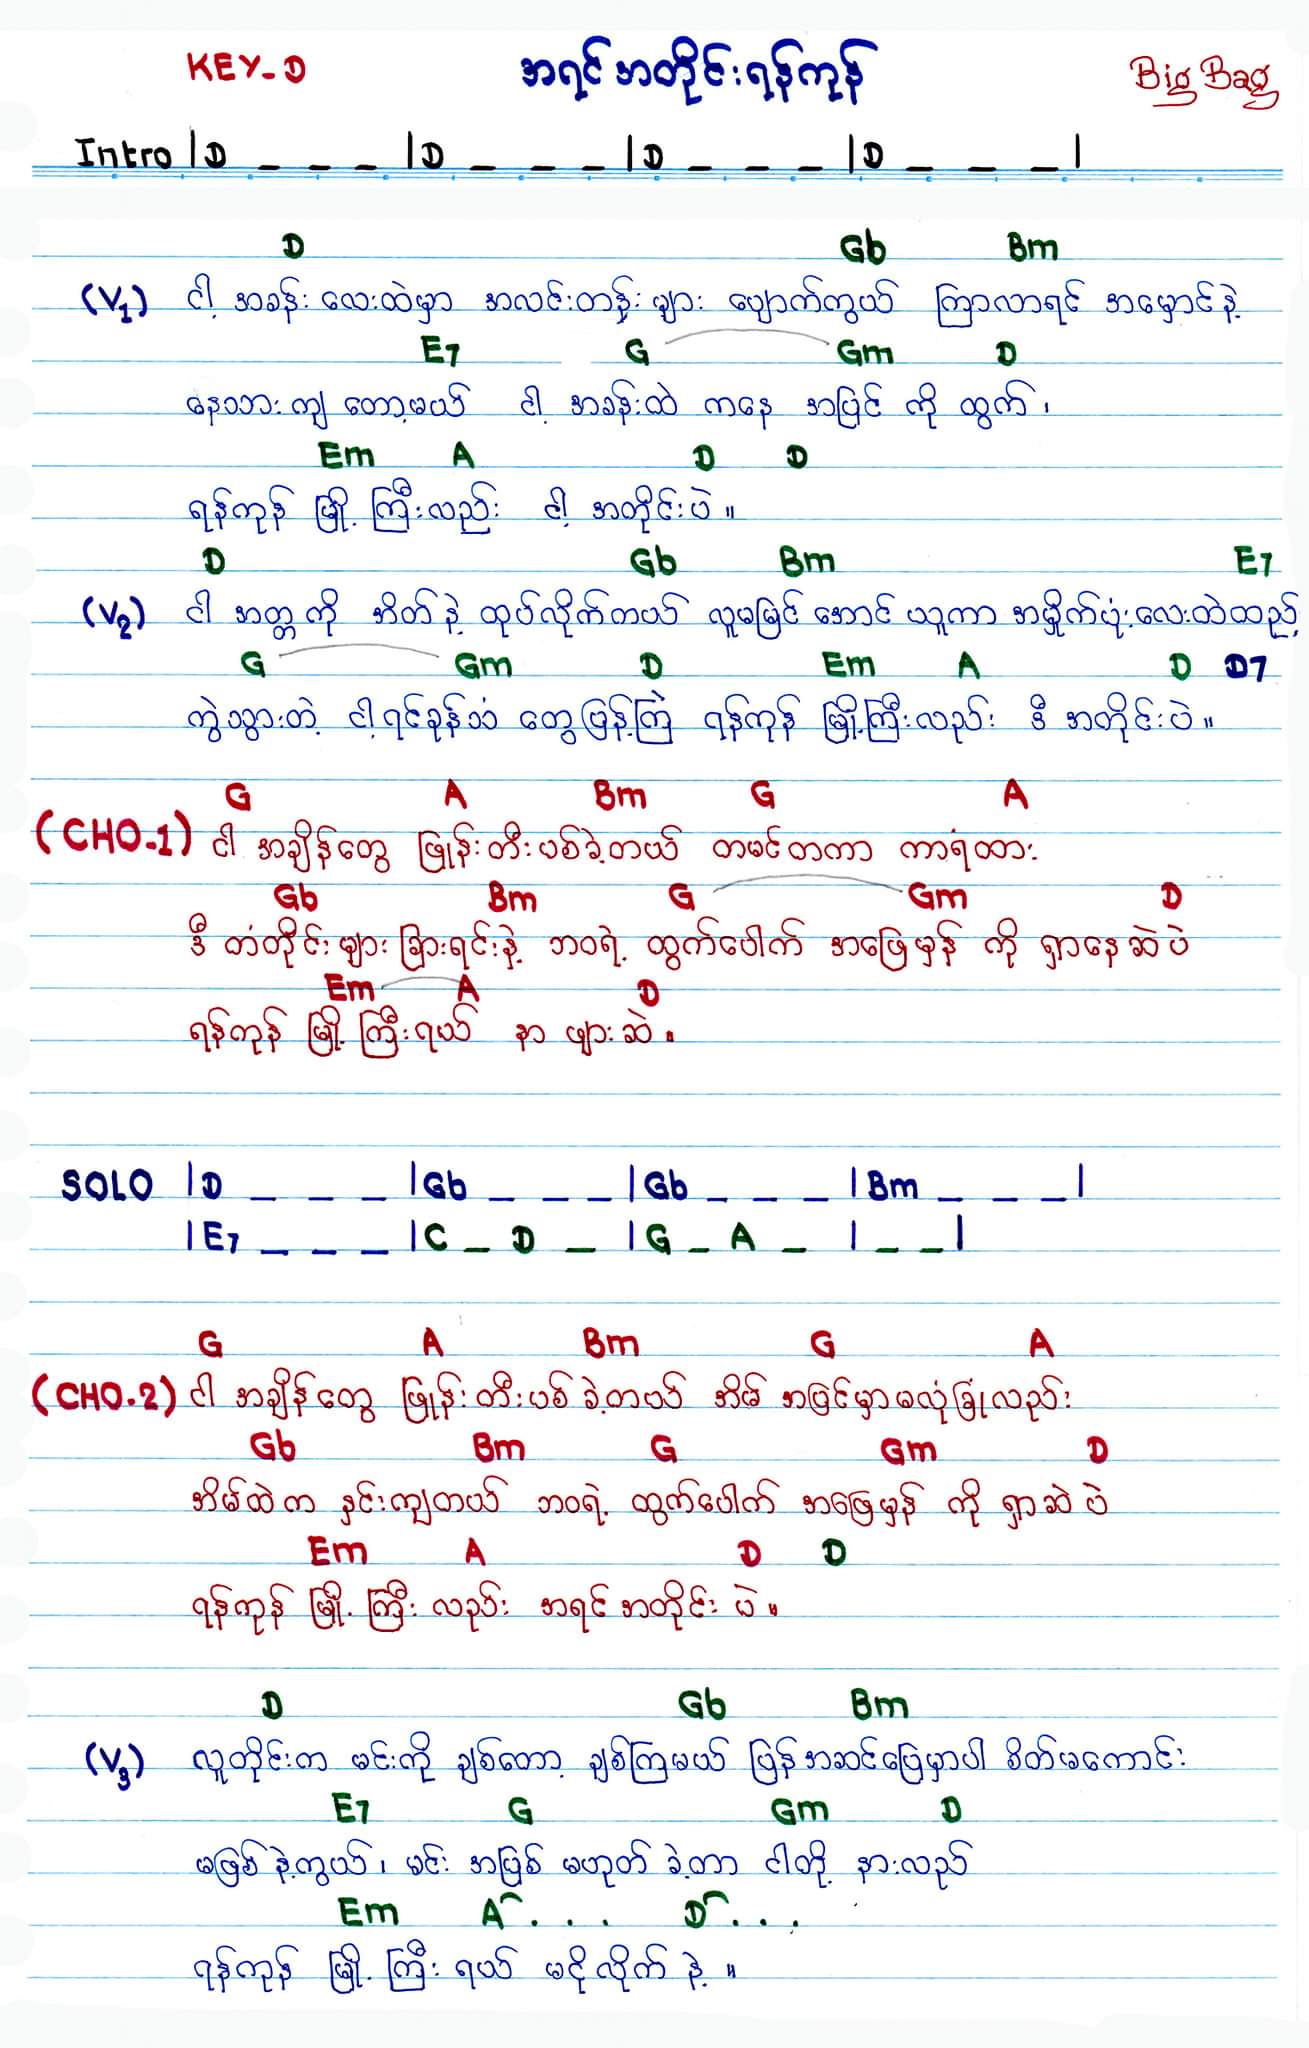 KEY-D အရင်အတိုင်းရန်ကုန် Big Bag
Intro |D _ _ _ |D _ _ _ |D _ _ _ |D _ _ _|
D Gb Bm
(V1) ငါ့ အခန်း လေးထဲမှာ အလင်းတန်း များ ပျောက်ကွယ် ကြာလာရင် အမှောင်နဲ့
E7 G Gm D
နေသားကျ တော့မယ် ငါ့ အခန်းထဲ ကနေ အပြင် ကို ထွက်၊
Em A D D
ရန်ကုန် မြို့ ကြီးလည်း ငါ့ အတိုင်းပဲ။
D Gb Bm E7
(V2) ငါ အတ္တကို အိတ်နဲ့ ထုပ်လိုက်တယ် လူမမြင် အောင် ယူကာ အမှိုက်ပုံးလေးထဲထည့်
G Gm D Em A D D7
ကွဲသွားတဲ့ ငါ့ရင်ခုန်သံ တွေပြန့်ကြဲ ရန်ကုန် မြို့ကြီးလည်း ဒီ အတိုင်းပဲ။
G A Bm G A
(CHO-1) ငါ အချိန်တွေ ဖြုန်းတီးပစ်ခဲ့တယ် တမင်တကာ ကာရံထား
Gb Bm G Gm D
ဒီ တံတိုင်းများ ခြားရင်းနဲ့ ဘဝရဲ့ ထွက်ပေါက် အဖြေမှန် ကို ရှာနေဆဲပဲ
Em A D
ရန်ကုန် မြို့ ကြီးရယ် နာ ဖျားဆဲ။
SOLO |D _ _ _ |Gb _ _ _ |Gb _ _ _ |Bm _ _ _|
|E7 _ _ _ |C _ D _ |G _ A _ | _ _|
G A Bm G A
(CHO-2) ငါ အချိန်တွေ ဖြုန်းတီးပစ်ခဲ့တယ် အိမ် အပြင်မှာမလုံခြုံလည်း
Gb Bm G Gm D
အိမ်ထဲက နှင်းကျတယ် ဘဝရဲ့ ထွက်ပေါက် အဖြေမှန် ကို ရှာဆဲပဲ
Em A D D
ရန်ကုန် မြို့ ကြီး လည်း အရင်အတိုင်း ပဲ။
D Gb Bm
(V3) လူတိုင်းက မင်းကို ချစ်တော့ ချစ်ကြမယ် ပြန်အဆင်ပြေမှာပါ စိတ်မကောင်း
E7 G Gm D
မဖြစ်နဲ့ကွယ်၊ မင်း အပြစ် မဟုတ် ခဲ့တာ ငါတို့ နားလည်
Em A... D...
ရန်ကုန် မြို့ ကြီး ရယ် မငိုလိုက် နဲ့ ။